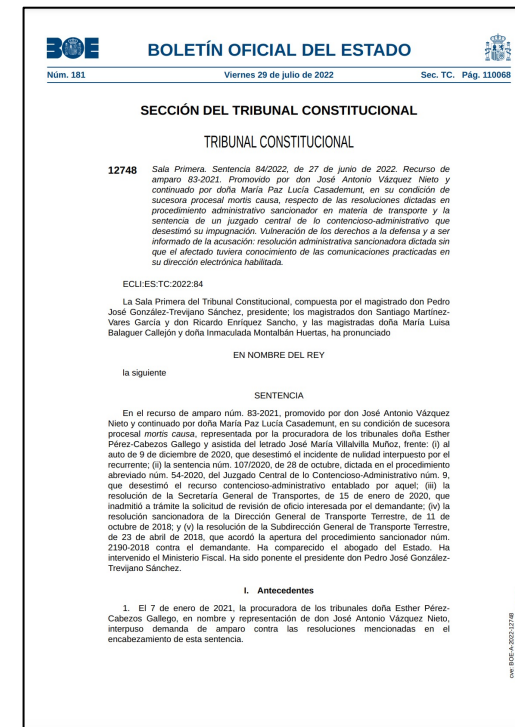 BOE
BOLETÍN OFICIAL DEL ESTADO
Núm. 181 Viernes 29 de julio de 2022 Sec. TC. Pág. 110068
SECCIÓN DEL TRIBUNAL CONSTITUCIONAL
TRIBUNAL CONSTITUCIONAL
12748 Sala Primera. Sentencia 84/2022, de 27 de junio de 2022. Recurso de
amparo 83-2021. Promovido por don José Antonio Vázquez Nieto y
continuado por doña María Paz Lucía Casademunt, en su condición de
sucesora procesal mortis causa, respecto de las resoluciones dictadas en
procedimiento administrativo sancionador en materia de transporte y la
sentencia de un juzgado central de lo contencioso-administrativo que
desestimó su impugnación. Vulneración de los derechos a la defensa y a ser
informado de la acusación: resolución administrativa sancionadora dictada sin
que el afectado tuviera conocimiento de las comunicaciones practicadas en
su dirección electrónica habilitada.
ECLI:ES:TC:2022:84
La Sala Primera del Tribunal Constitucional, compuesta por el magistrado don Pedro
José González-Trevijano Sánchez, presidente; los magistrados don Santiago Martínez-
Vares García y don Ricardo Enríquez Sancho, y las magistradas doña María Luisa
Balaguer Callejón y doña Inmaculada Montalbán Huertas, ha pronunciado
EN NOMBRE DEL REY
la siguiente
SENTENCIA
En el recurso de amparo núm. 83-2021, promovido por don José Antonio Vázquez
Nieto y continuado por doña María Paz Lucía Casademunt, en su condición de sucesora
procesal mortis causa, representada por la procuradora de los tribunales doña Esther
Pérez-Cabezos Gallego y asistida del letrado José María Villalvilla Muñoz, frente: (i) al
auto de 9 de diciembre de 2020, que desestimó el incidente de nulidad interpuesto por el
recurrente; (ii) la sentencia núm. 107/2020, de 28 de octubre, dictada en el procedimiento
abreviado núm. 54-2020, del Juzgado Central de lo Contencioso-Administrativo núm. 9,
que desestimó el recurso contencioso-administrativo entablado por aquel; (iii) la
resolución de la Secretaría General de Transportes, de 15 de enero de 2020, que
inadmitió a trámite la solicitud de revisión de oficio interesada por el demandante; (iv) la
resolución sancionadora de la Dirección General de Transporte Terrestre, de 11 de
octubre de 2018; y (v) la resolución de la Subdirección General de Transporte Terrestre,
de 23 de abril de 2018, que acordó la apertura del procedimiento sancionador núm.
2190-2018 contra el demandante. Ha comparecido el abogado del Estado. Ha
intervenido el Ministerio Fiscal. Ha sido ponente el presidente don Pedro José González-
Trevijano Sánchez.
I. Antecedentes
1. El 7 de enero de 2021, la procuradora de los tribunales doña Esther Pérez-
Cabezos Gallego, en nombre y representación de don José Antonio Vázquez Nieto,
interpuso demanda de amparo contra las resoluciones mencionadas en el
encabezamiento de esta sentencia.
cve: BOE-A-2022-12748